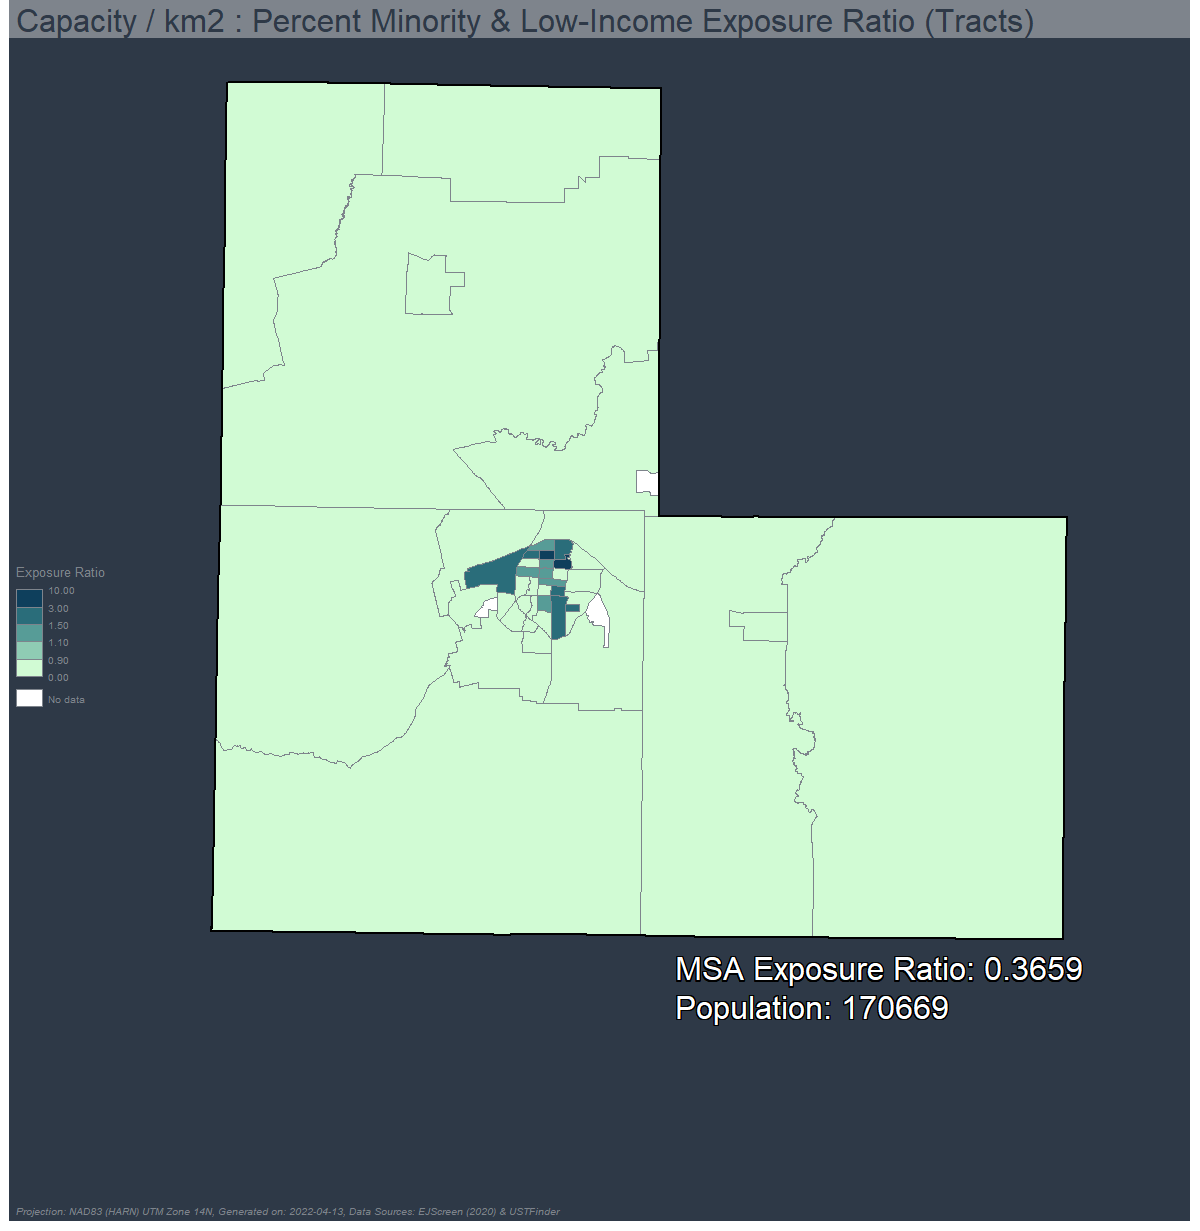 Capacity / km2 : Percent Minority & Low-Income Exposure Ratio (Tracts)
Exposure Ratio
10.00
3.00
1.50
1.10
0.90
0.00
No data
MSA Exposure Ratio: 0.3659
Population: 170669
Projection: NAD83 (HARN) UTM Zone 14N, Generated on: 2022-04-13, Data Sources: EJScreen (2020) & USTFinder